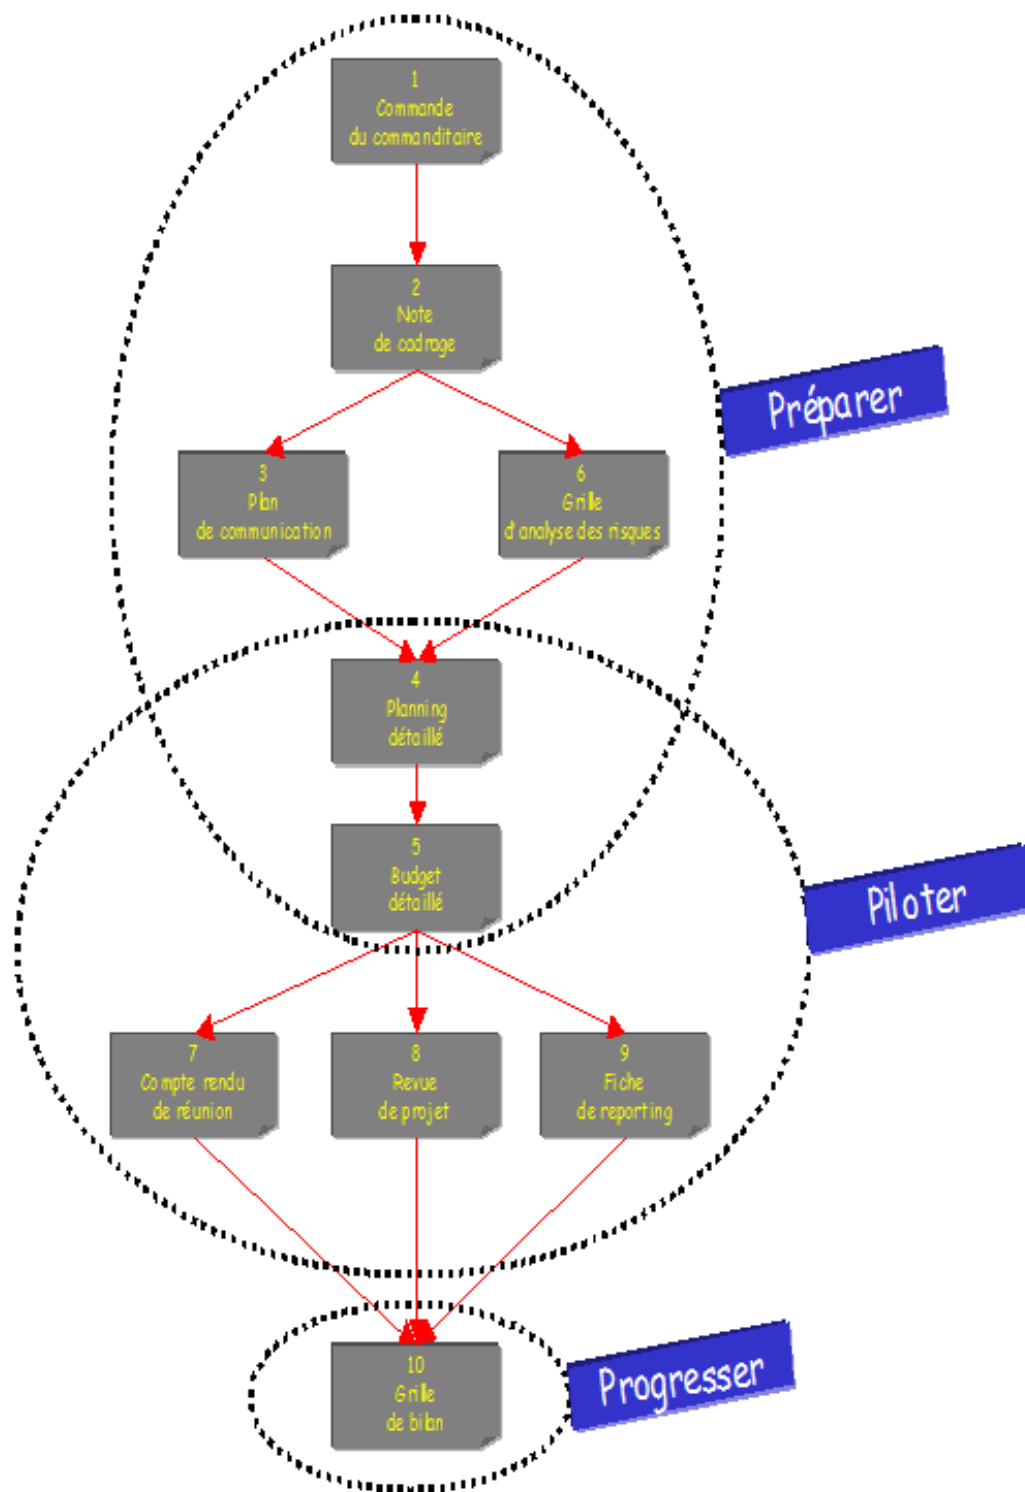 1
Commande
du commanditaire
2
Note
de cadrage
Préparer
3
Plan
de communication
6
Grille
d'analyse des risques
4
Planning
détaillé
5
Budget
détaillé
Piloter
7
Compte rendu
de réunion
8
Revue
de projet
9
Fiche
de reporting
10
Grille
de bilan
Progresser